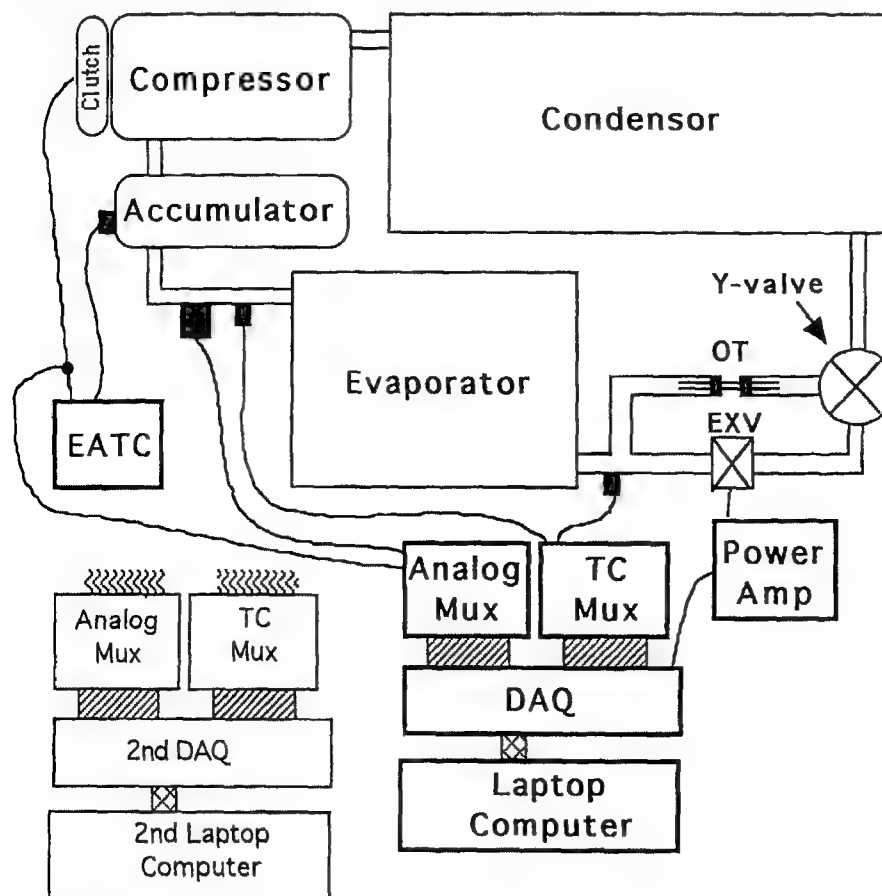 Clutch
Compressor
Condensor
Accumulator
Y-valve
OT
Evaporator
EXV
EATC
Power
Amp
Analog
Mux
TC
Mux
Analog
Mux
TC
Mux
DAQ
2nd DAQ
Laptop
Computer
2nd Laptop
Computer